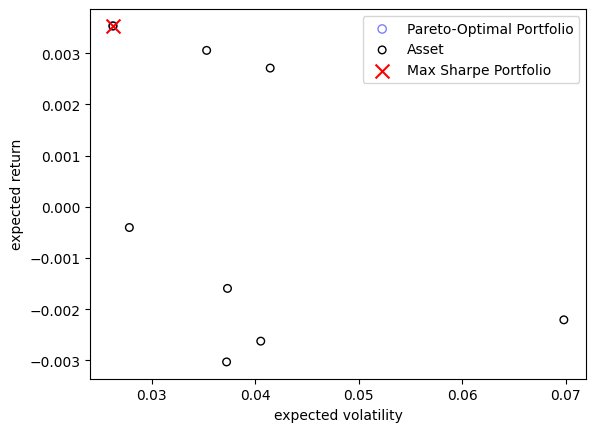 Pareto-Optimal Portfolio
Asset
Max Sharpe Portfolio
expected return
0.003
0.002
0.001
0.000
−0.001
−0.002
−0.003
0.03 0.04 0.05 0.06 0.07
expected volatility